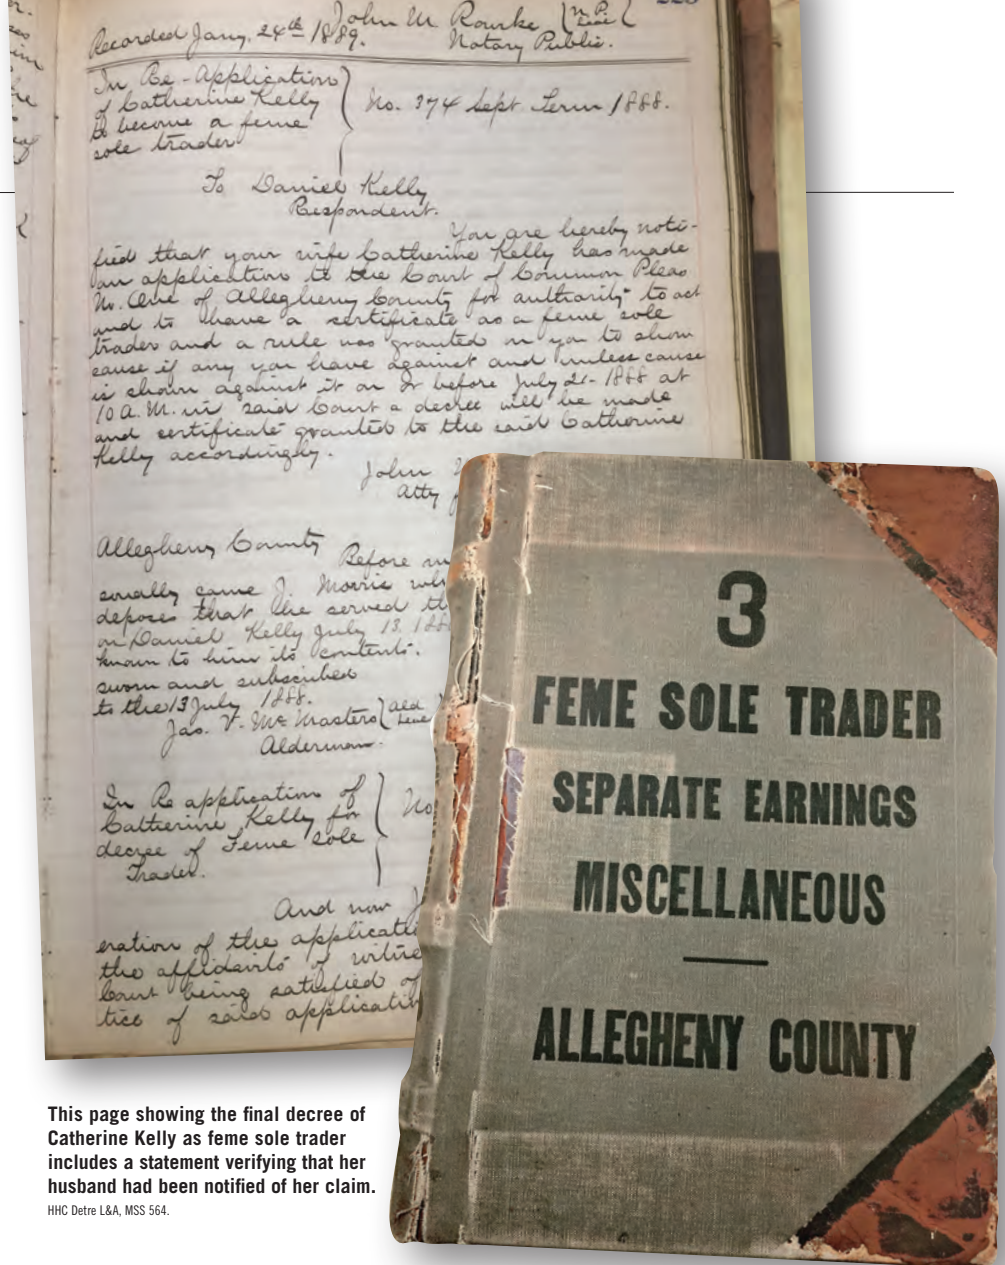 Recorded Jany. 24th 1889.
John M Rourke {N.P. Seal}
Notary Public.
In Re-Application
of Catherine Kelly
to become a feme
sole trader
No. 374 Sept. Term 1888.
To Daniel Kelly
Respondent.
You are hereby noti-
fied that your wife Catherine Kelly has made
an application to the Court of Common Pleas
No. One of Allegheny County for authority to act
and to have a certificate as a feme sole
trader and a rule was granted on you to show
cause if any you have against and unless cause
is shown against it on or before July 21- 1888 at
10 A.M. in said Court a decree will be made
and certificate granted to the said Catherine
Kelly accordingly.
John
Atty
Allegheny County
Before m
sonally came J. Morris wh
deposes that he served th
on Daniel Kelly July 13. 188
known to him its contents.
sworn and subscribed
to the 13 July 1888.
Jas. V. McMasters {Ald Seal}
Alderman.
In Re application of
Catherine Kelly for
decree of Feme Sole
Trader.
No
And now J
eration of the applicati
the affidavits of witne
Court being satisfied of
tice of said applicatio
3
FEME SOLE TRADER
SEPARATE EARNINGS
MISCELLANEOUS
ALLEGHENY COUNTY
This page showing the final decree of
Catherine Kelly as feme sole trader
includes a statement verifying that her
husband had been notified of her claim.
HHC Detre L&A, MSS 564.